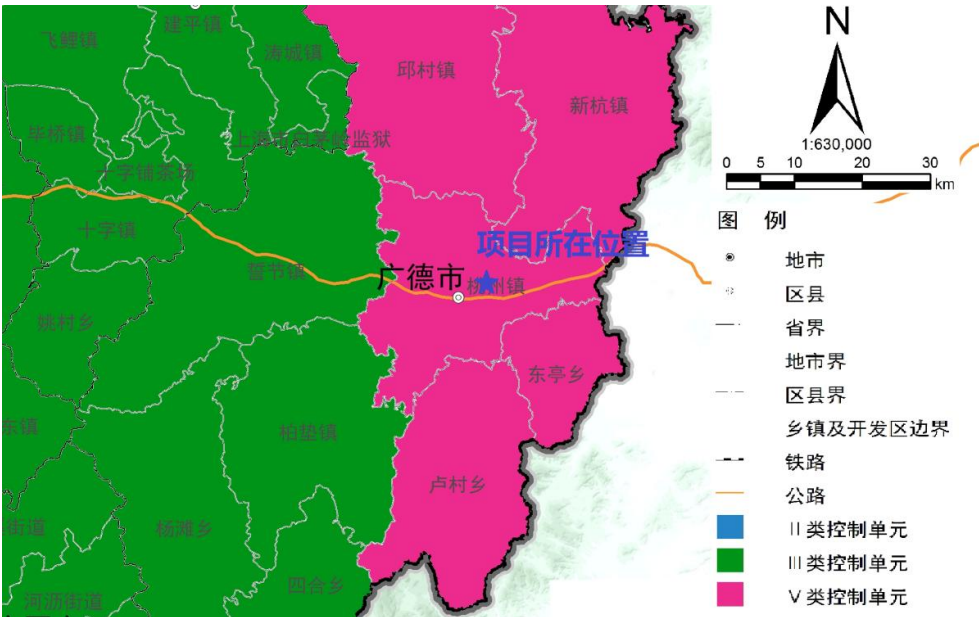 建平镇
飞鲤镇
涛城镇
邱村镇
新杭镇
毕桥镇
上海市白茅岭监狱
十字铺茶场
十字镇
项目所在位置
誓节镇
广德市
桃州镇
姚村乡
东亭乡
东镇
柏垫镇
卢村乡
街道
杨滩乡
四合乡
河沥街道
N
1:630,000
0 5 10 20 30
km
图 例
地市
区县
省界
地市界
区县界
乡镇及开发区边界
铁路
公路
II类控制单元
III类控制单元
V类控制单元